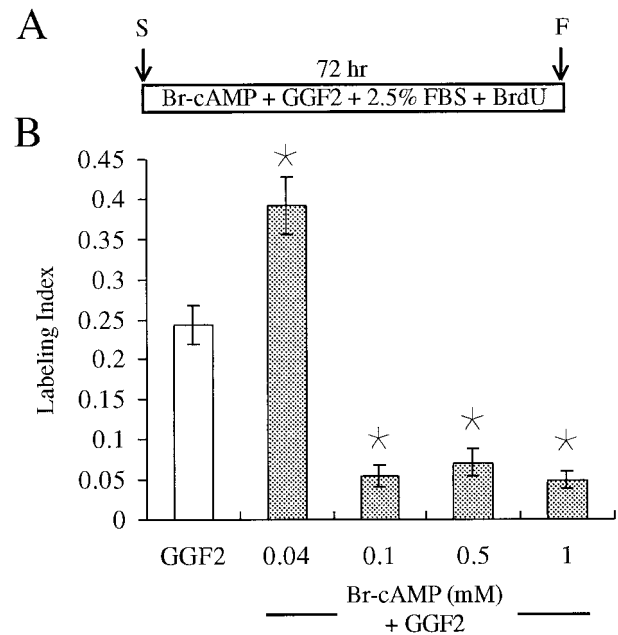 A
S F
72 hr
Br-cAMP + GGF2 + 2.5% FBS + BrdU
B
0.45
0.4
0.35
0.3
0.25
0.2
0.15
0.1
0.05
0
Labeling Index
GGF2 0.04 0.1 0.5 1
Br-cAMP (mM)
+ GGF2